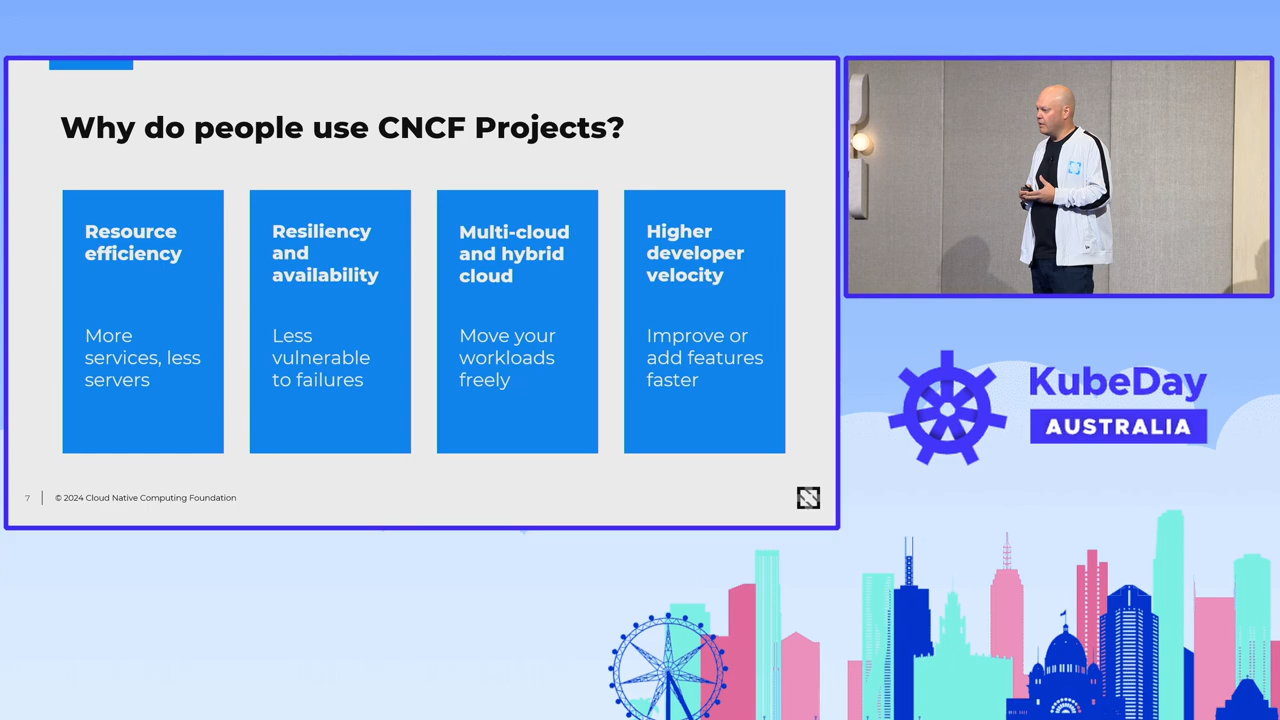 Why do people use CNCF Projects?
Resource
efficiency
More
services, less
servers
Resiliency
and
availability
Less
vulnerable
to failures
Multi-cloud
and hybrid
cloud
Move your
workloads
freely
Higher
developer
velocity
Improve or
add features
faster
7
© 2024 Cloud Native Computing Foundation
KubeDay
AUSTRALIA